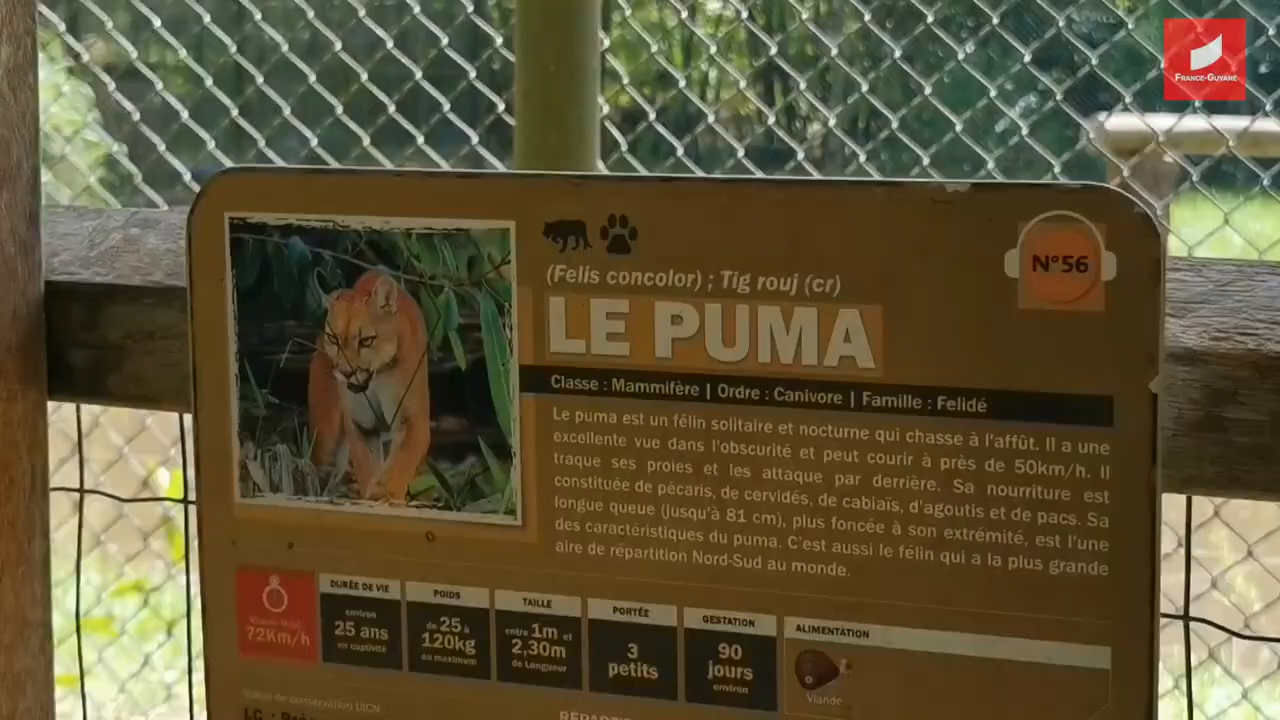 FRANCE-GUYANE
N°56
(Felis concolor) ; Tig rouj (cr)
LE PUMA
Classe : Mammifère | Ordre : Canivore | Famille : Felidé
Le puma est un félin solitaire et nocturne qui chasse à l'affût. Il a une
excellente vue dans l'obscurité et peut courir à près de 50km/h. Il
traque ses proies et les attaque par derrière. Sa nourriture est
constituée de pécaris, de cervidés, de cabiaïs, d'agoutis et de pacs. Sa
longue queue (jusqu'à 81 cm), plus foncée à son extrémité, est l'une
des caractéristiques du puma. C'est aussi le félin qui a la plus grande
aire de répartition Nord-Sud au monde.
72Km/h
DURÉE DE VIE
environ
25 ans
en captivité
POIDS
de 25 à
120kg
au maximum
TAILLE
entre 1m et
2,30m
de Longueur
PORTÉE
3
petits
GESTATION
90
jours
environ
ALIMENTATION
Viande
Statut de conservation UICN
LC :